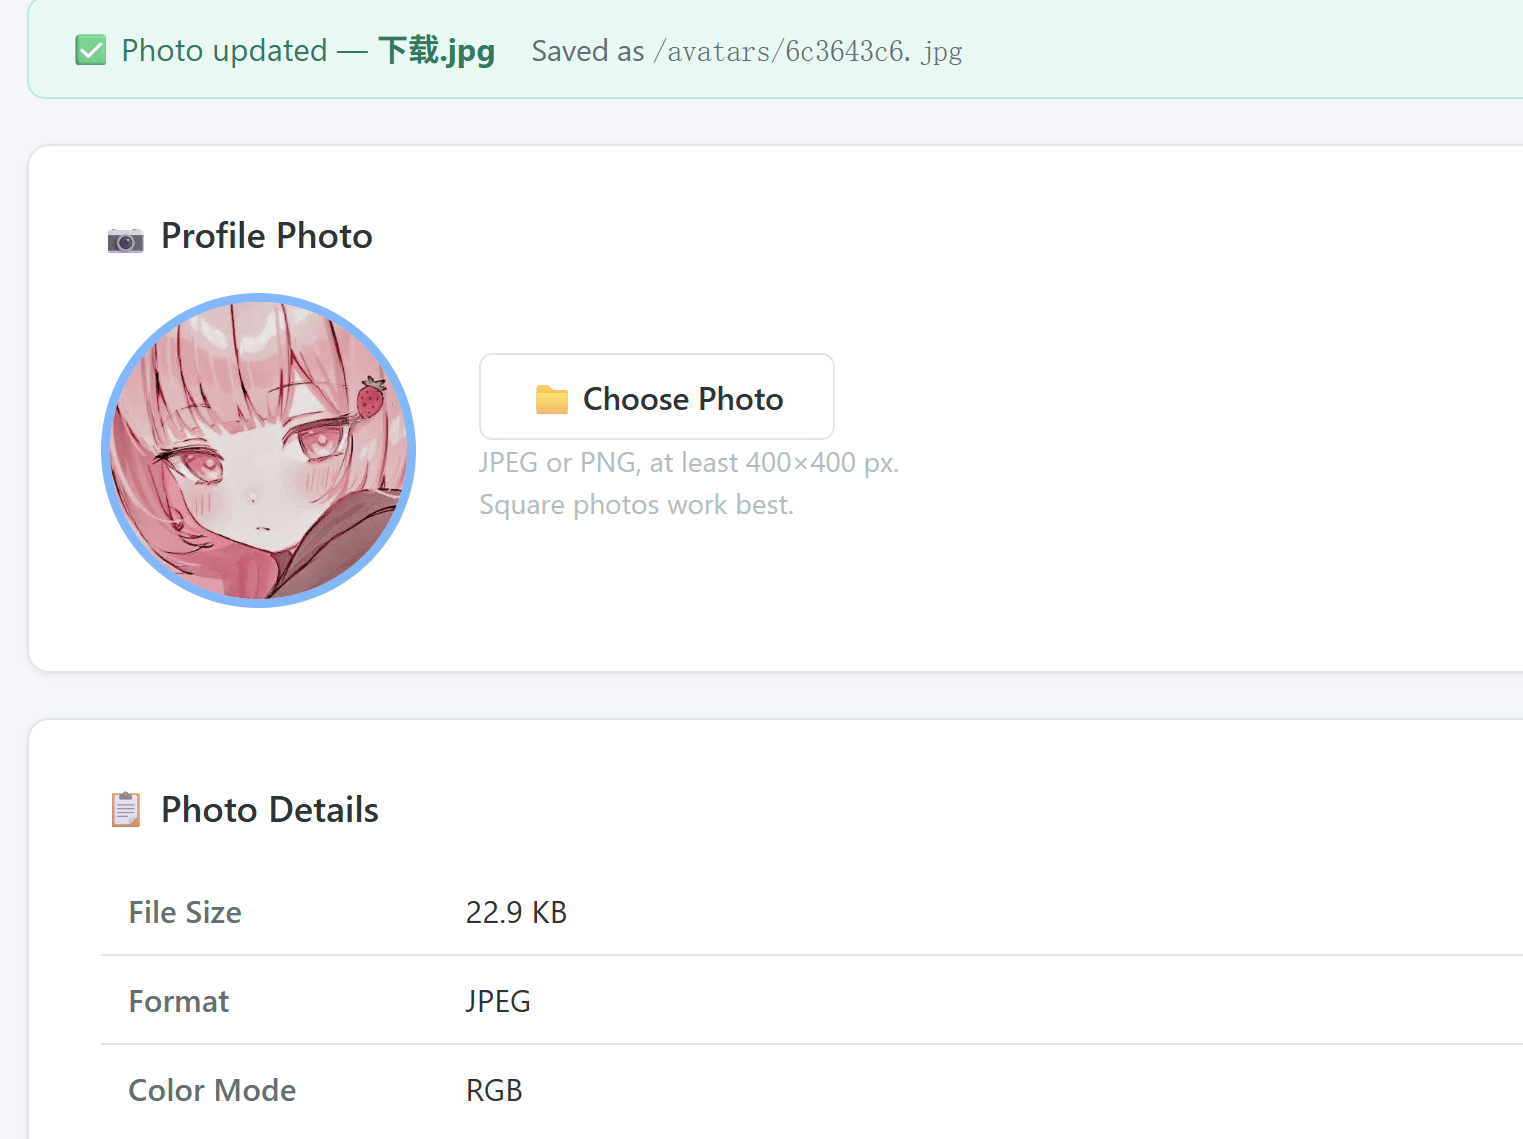 Photo updated — 下载.jpg Saved as /avatars/6c3643c6.jpg
Profile Photo
Choose Photo
JPEG or PNG, at least 400×400 px.
Square photos work best.
Photo Details
File Size 22.9 KB
Format JPEG
Color Mode RGB